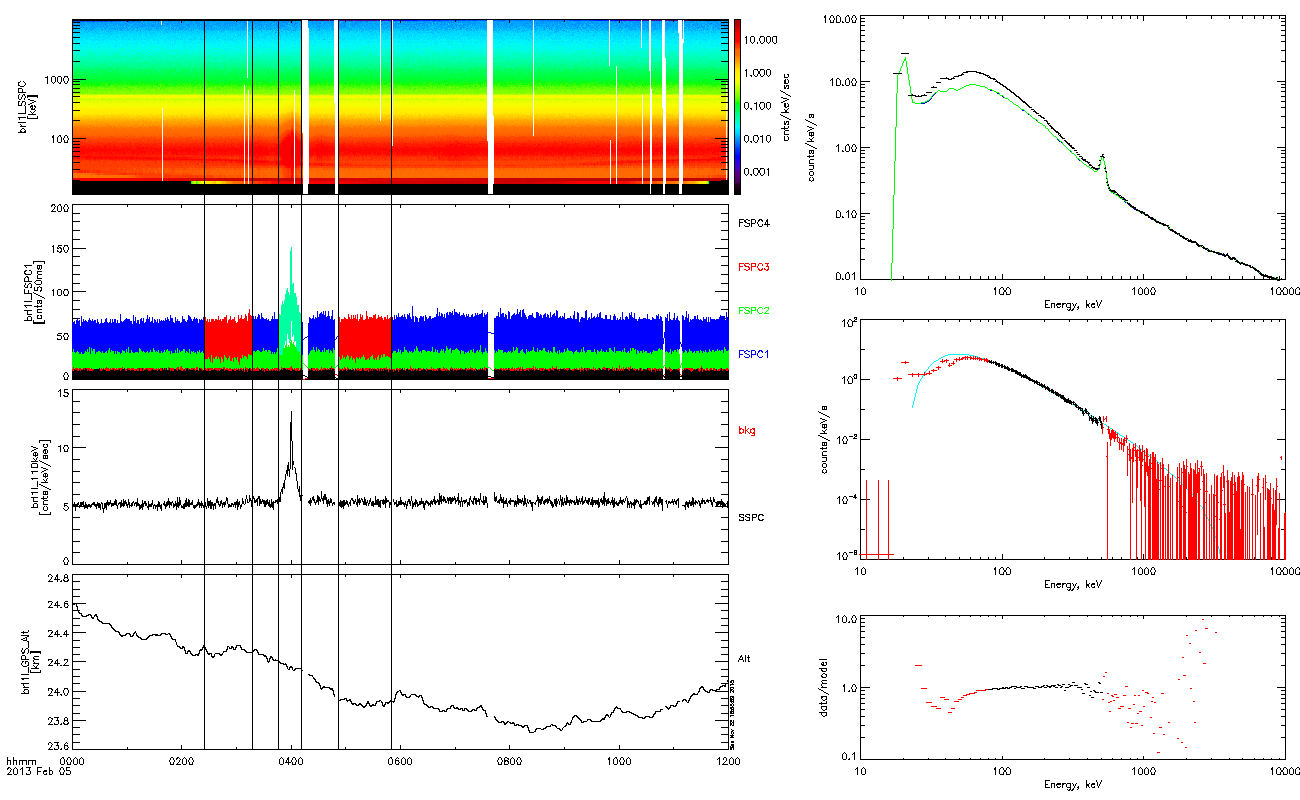 brl1l_SSPC
[keV]
1000
100
10.000
1.000
0.100
0.010
0.001
cnts/keV/sec
brl1l_FSPC1
[cnts/50ms]
200
150
100
50
0
FSPC4
FSPC3
FSPC2
FSPC1
[cnts/keV/sec]
15
10
5
0
bkg
SSPC
brl1l_GPS_Alt
[km]
24.8
24.6
24.4
24.2
24.0
23.8
23.6
Alt
hhmm
2013 Feb 05
0000
0200
0400
0600
0800
1000
1200
counts/keV/s
100.00
10.00
1.00
0.10
0.01
10
100
1000
10000
Energy, keV
counts/keV/s
10²
10⁰
10⁻²
10⁻⁴
10⁻⁶
10
100
1000
10000
Energy, keV
data/model
10.0
1.0
0.1
10
100
1000
10000
Energy, keV